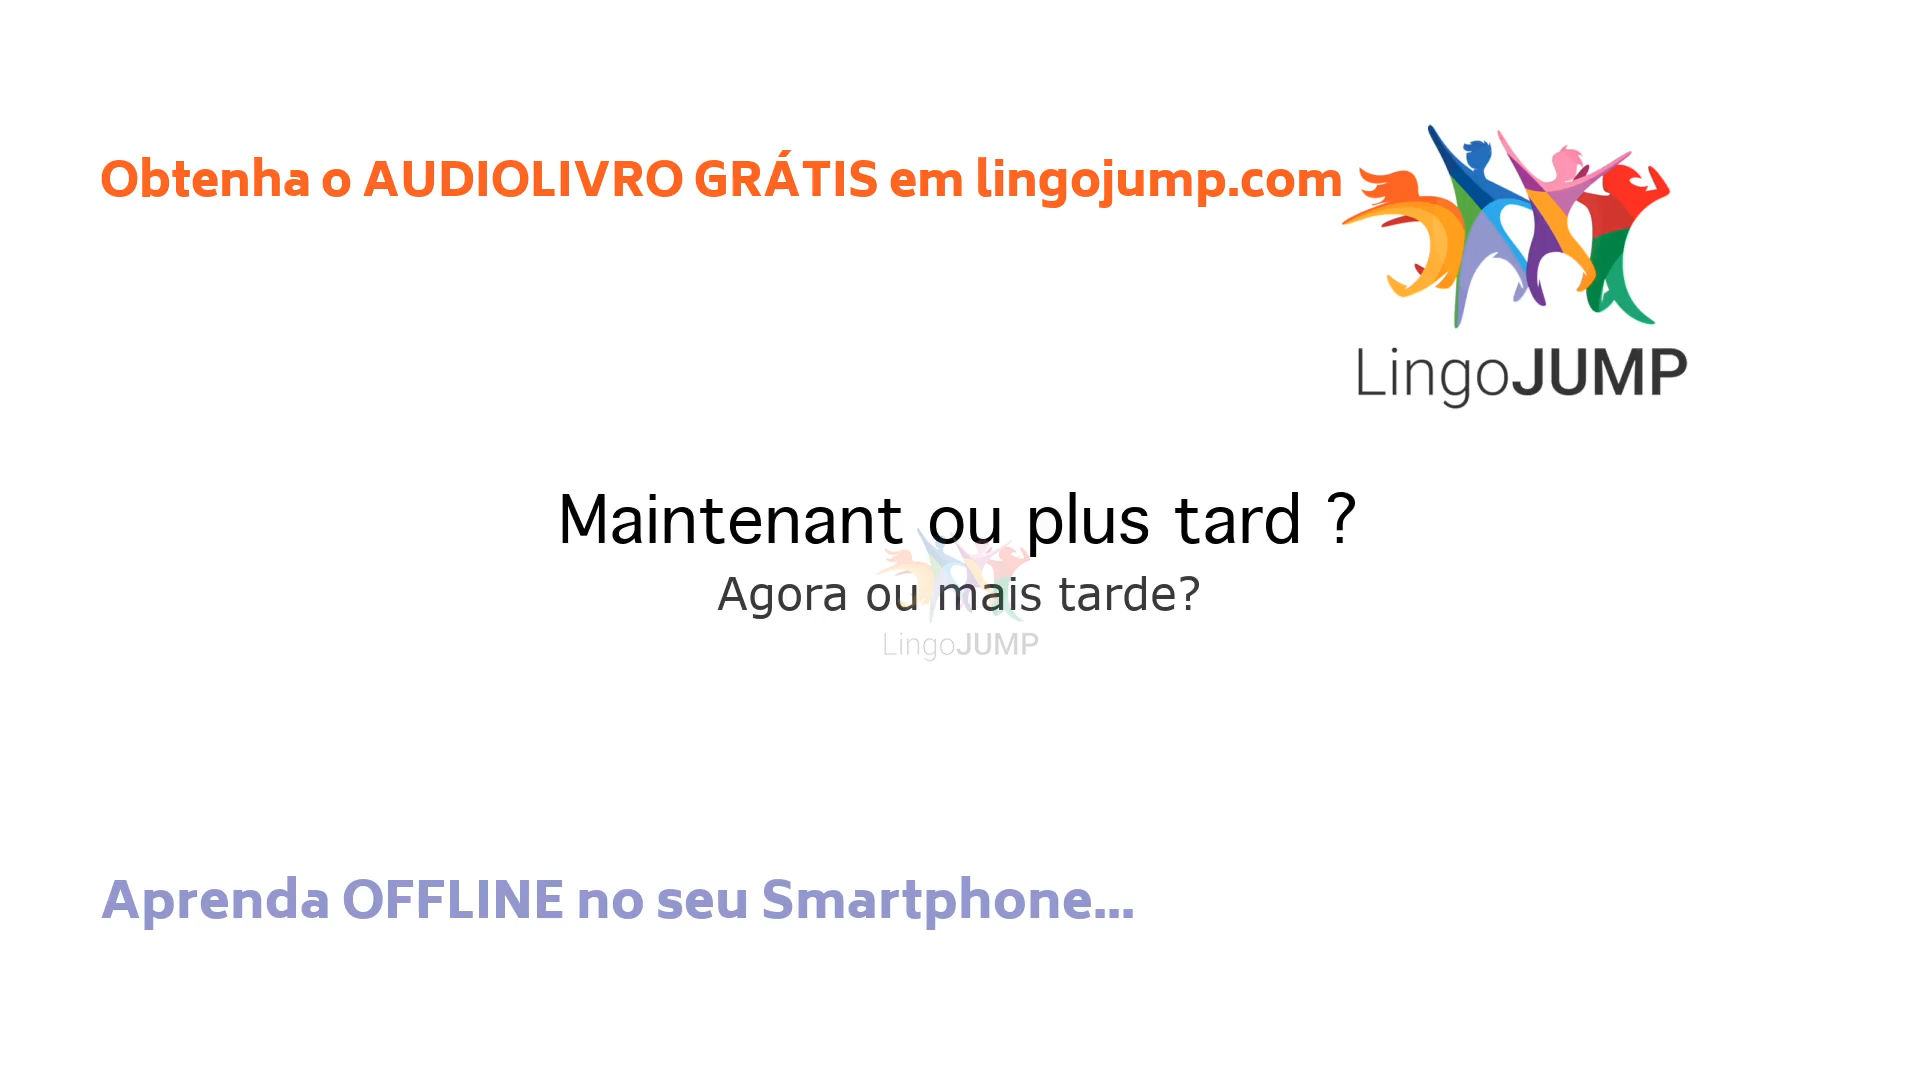 Obtenha o AUDIOLIVRO GRÁTIS em lingojump.com
LingoJUMP
Maintenant ou plus tard ?
Agora ou mais tarde?
LingoJUMP
Aprenda OFFLINE no seu Smartphone...